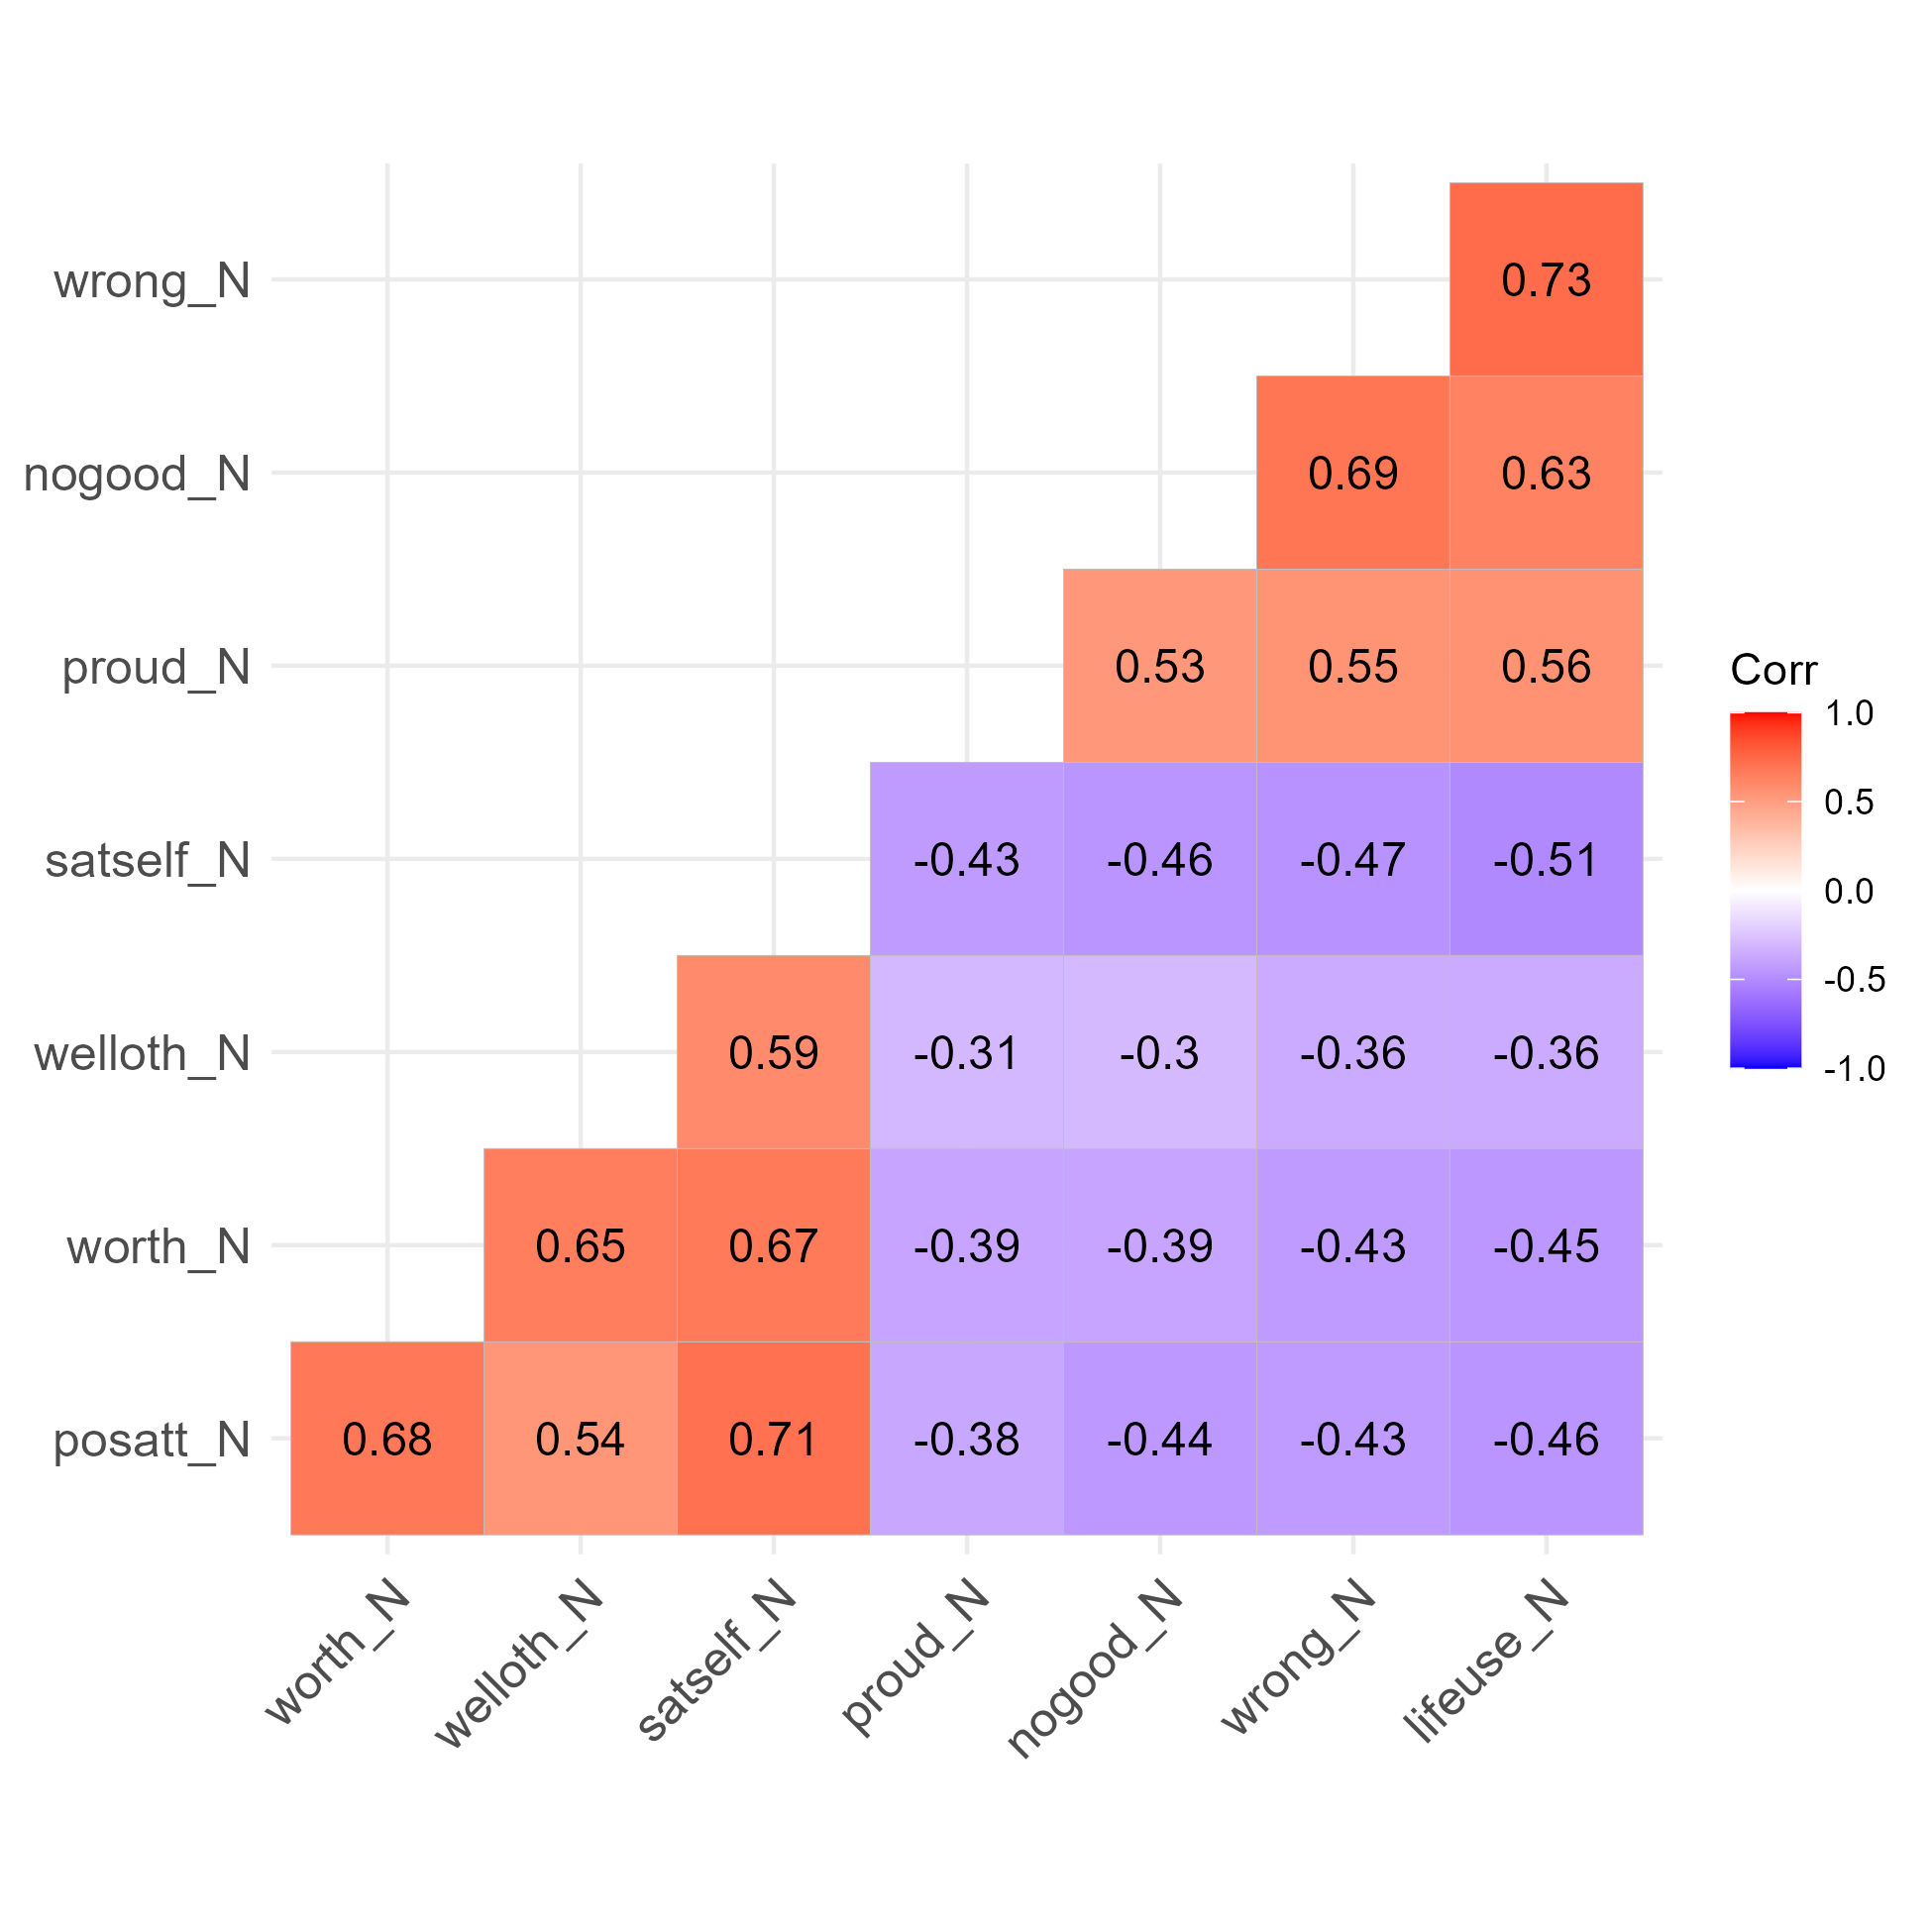 wrong_N 0.73
nogood_N 0.69 0.63
proud_N 0.53 0.55 0.56
satself_N -0.43 -0.46 -0.47 -0.51
welloth_N 0.59 -0.31 -0.3 -0.36 -0.36
worth_N 0.65 0.67 -0.39 -0.39 -0.43 -0.45
posatt_N 0.68 0.54 0.71 -0.38 -0.44 -0.43 -0.46
worth_N welloth_N satself_N proud_N nogood_N wrong_N lifeuse_N
Corr
1.0
0.5
0.0
-0.5
-1.0